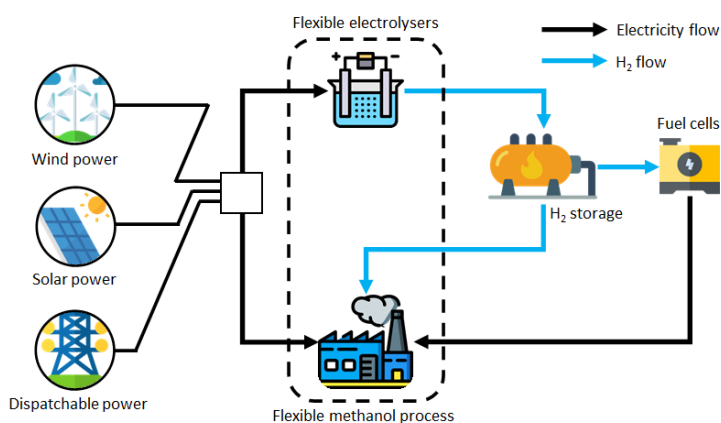 Flexible electrolysers
Electricity flow
H₂ flow
Fuel cells
Wind power
H₂ storage
Solar power
Dispatchable power
Flexible methanol process